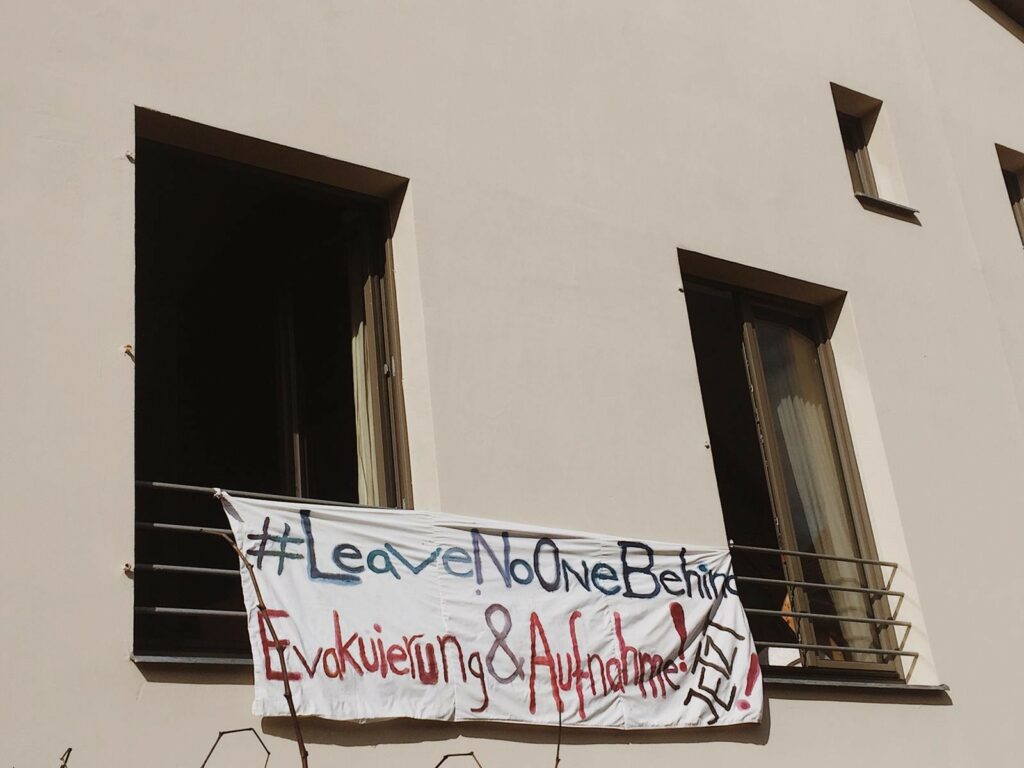 #LeaveNoOneBehind
Evakuierung & Aufnahme!
JETZT!